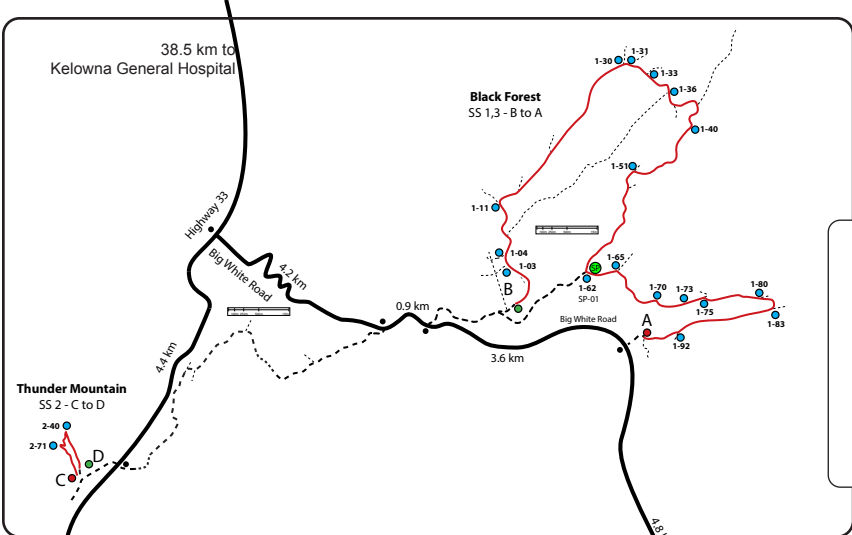 38.5 km to
Kelowna General Hospital
Black Forest
SS 1,3 - B to A
1-30
1-31
1-33
1-36
1-40
1-51
1-11
1-04
1-03
B
SP
1-65
1-62
SP-01
1-70
1-73
1-75
1-80
1-83
A
1-92
Highway 33
Big White Road
4.2 km
0.9 km
3.6 km
Big White Road
4.4 km
Thunder Mountain
SS 2 - C to D
2-40
2-71
C
D